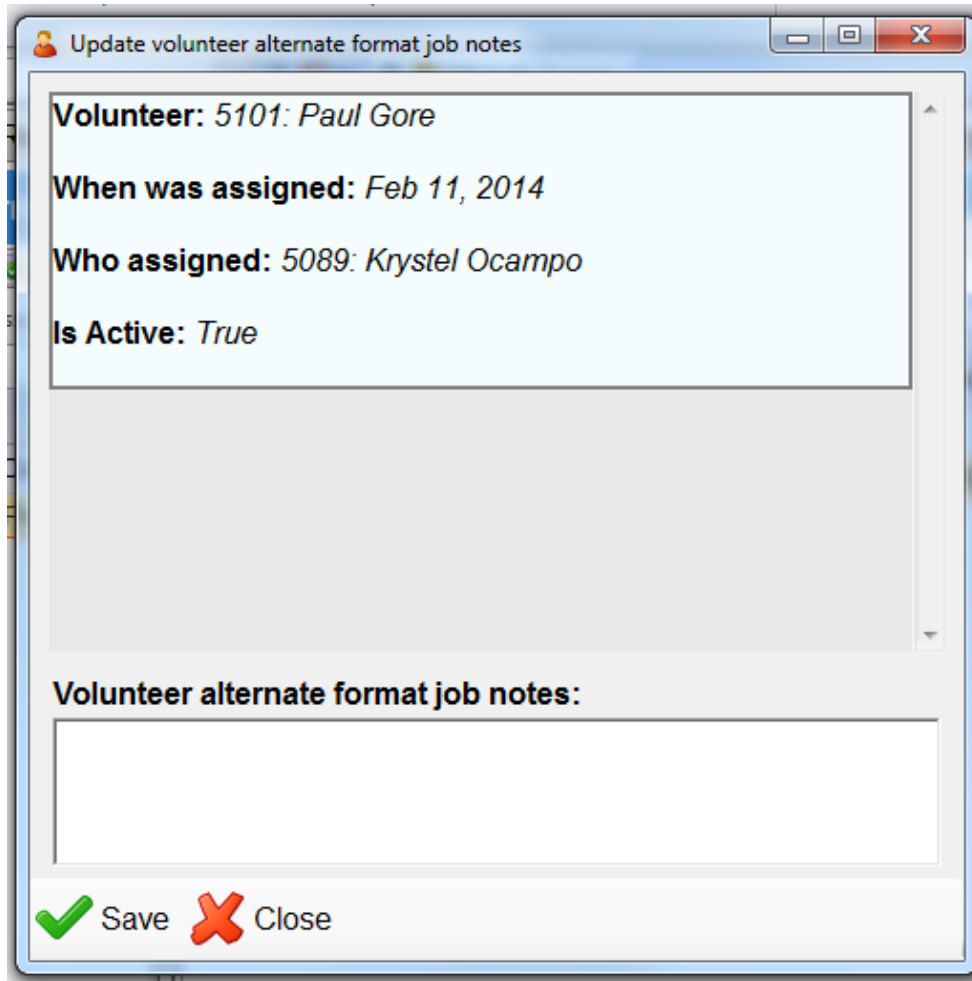 Update volunteer alternate format job notes
Volunteer: 5101: Paul Gore
When was assigned: Feb 11, 2014
Who assigned: 5089: Krystel Ocampo
Is Active: True
Volunteer alternate format job notes:
Save Close